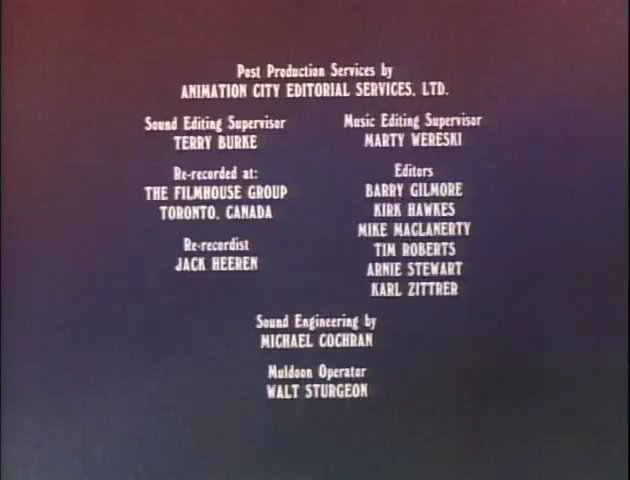 Post Production Services by
ANIMATION CITY EDITORIAL SERVICES, LTD.
Sound Editing Supervisor
TERRY BURKE
Re-recorded at:
THE FILMHOUSE GROUP
TORONTO, CANADA
Re-recordist
JACK HEEREN
Music Editing Supervisor
MARTY WERESKI
Editors
BARRY GILMORE
KIRK HAWKES
MIKE MACLANERTY
TIM ROBERTS
ARNIE STEWART
KARL ZITTRER
Sound Engineering by
MICHAEL COCHRAN
Muldoon Operator
WALT STURGEON